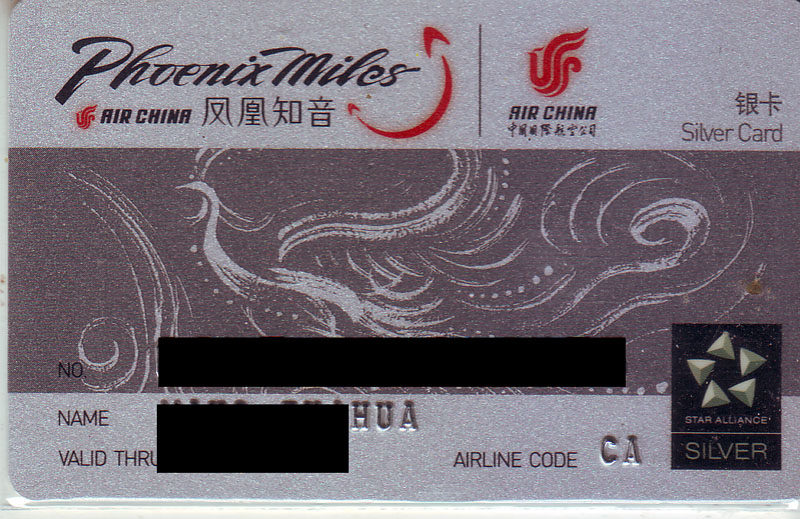 Phoenix Miles
AIR CHINA 凤凰知音
AIR CHINA
中国国际航空公司
银卡
Silver Card
NO
NAME HUA
VALID THRU
AIRLINE CODE CA
STAR ALLIANCE
SILVER